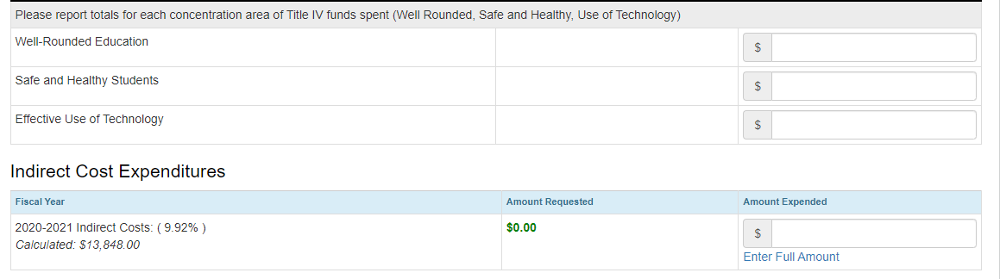 Please report totals for each concentration area of Title IV funds spent (Well Rounded, Safe and Healthy, Use of Technology)
Well-Rounded Education
$
Safe and Healthy Students
$
Effective Use of Technology
$
Indirect Cost Expenditures
Fiscal Year Amount Requested Amount Expended
2020-2021 Indirect Costs: ( 9.92% ) $0.00 $
Calculated: $13,848.00
Enter Full Amount